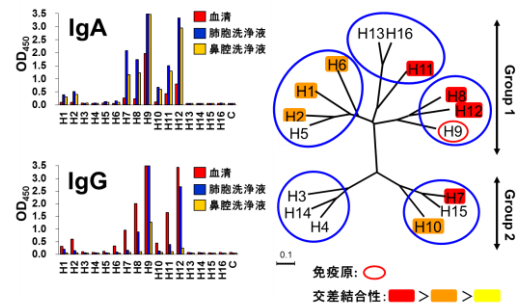 IgA
OD450
3.5
3.0
2.5
2.0
1.5
1.0
0.5
0.0
血清
肺胞洗浄液
鼻腔洗浄液
H1
H2
H3
H4
H5
H6
H7
H8
H9
H10
H11
H12
H13
H14
H15
H16
C
IgG
OD450
3.5
3.0
2.5
2.0
1.5
1.0
0.5
0.0
血清
肺胞洗浄液
鼻腔洗浄液
H1
H2
H3
H4
H5
H6
H7
H8
H9
H10
H11
H12
H13
H14
H15
H16
C
H13 H16
H6
H11
H1
H8
H2
H12
H5
H9
Group 1
H3
H7
H14
H15
H4
H10
Group 2
0.1
免疫原:
交差結合性: > >